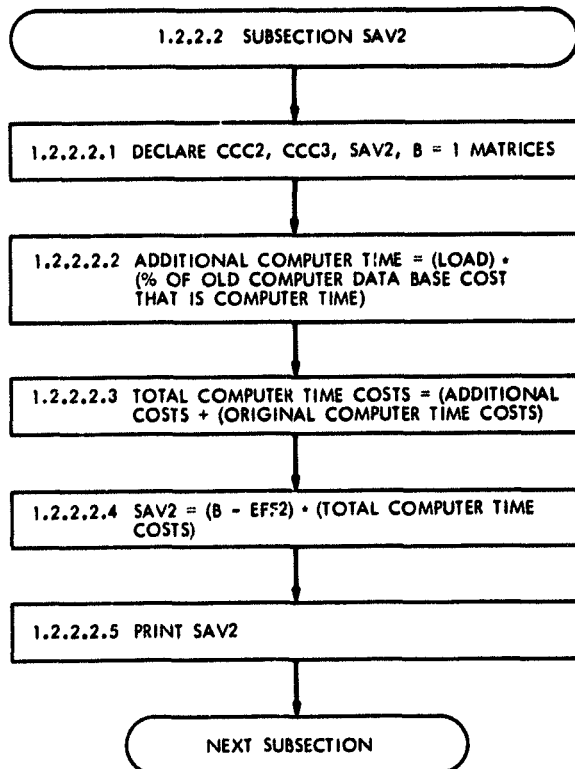 1.2.2.2 SUBSECTION SAV2
1.2.2.2.1 DECLARE CCC2, CCC3, SAV2, B = 1 MATRICES
1.2.2.2.2 ADDITIONAL COMPUTER TIME = (LOAD) *
(% OF OLD COMPUTER DATA BASE COST
THAT IS COMPUTER TIME)
1.2.2.2.3 TOTAL COMPUTER TIME COSTS = (ADDITIONAL
COSTS + (ORIGINAL COMPUTER TIME COSTS)
1.2.2.2.4 SAV2 = (B - EFF2) * (TOTAL COMPUTER TIME
COSTS)
1.2.2.2.5 PRINT SAV2
NEXT SUBSECTION